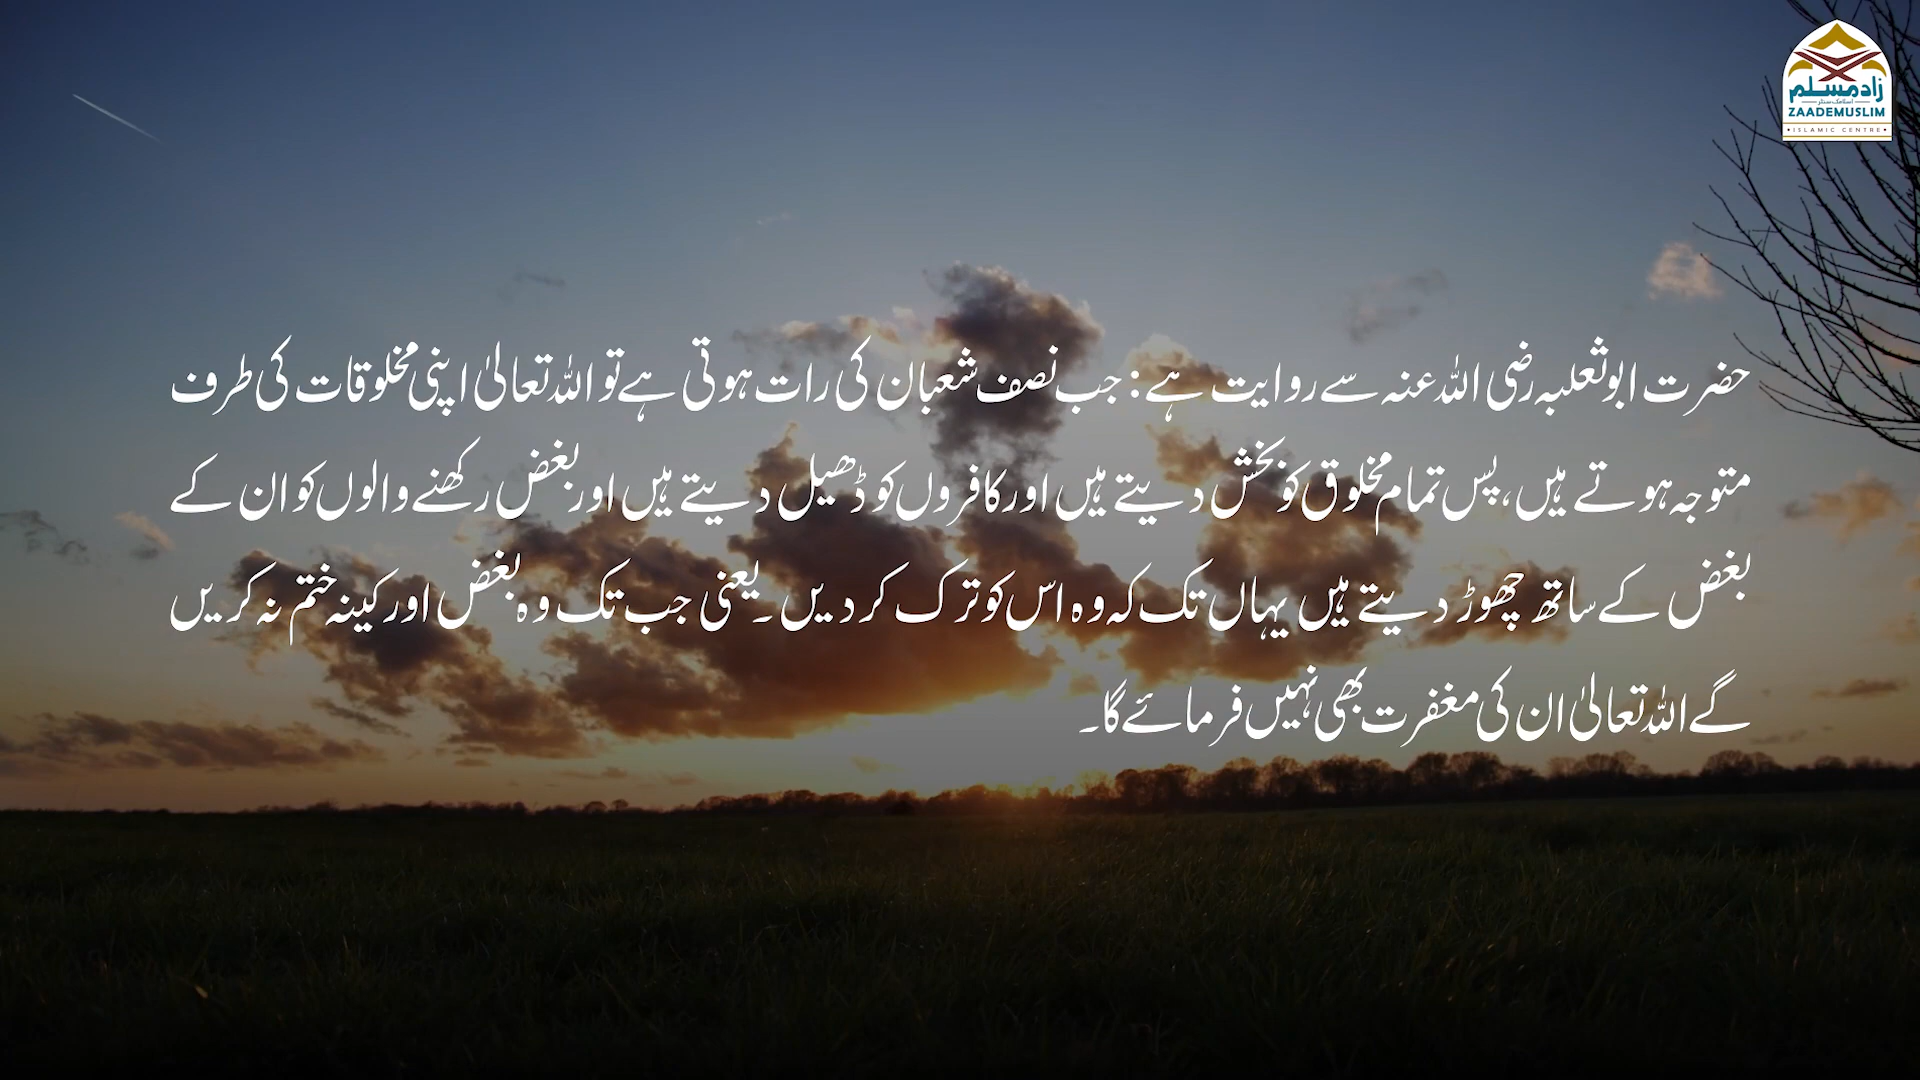 زادمسلم
اسلامک سنٹر
ZAADEMUSLIM
ISLAMIC CENTRE
حضرت ابوثعلبہ رضی اللہ عنہ سے روایت ہے: جب نصف شعبان کی رات ہوتی ہے تو اللہ تعالیٰ اپنی مخلوقات کی طرف
متوجہ ہوتے ہیں، پس تمام مخلوق کو بخش دیتے ہیں اور کافروں کو ڈھیل دیتے ہیں اور بغض رکھنے والوں کو ان کے
بغض کے ساتھ چھوڑ دیتے ہیں یہاں تک کہ وہ اس کو ترک کر دیں۔ یعنی جب تک وہ بغض اور کینہ ختم نہ کریں
گے اللہ تعالیٰ ان کی مغفرت بھی نہیں فرمائے گا۔